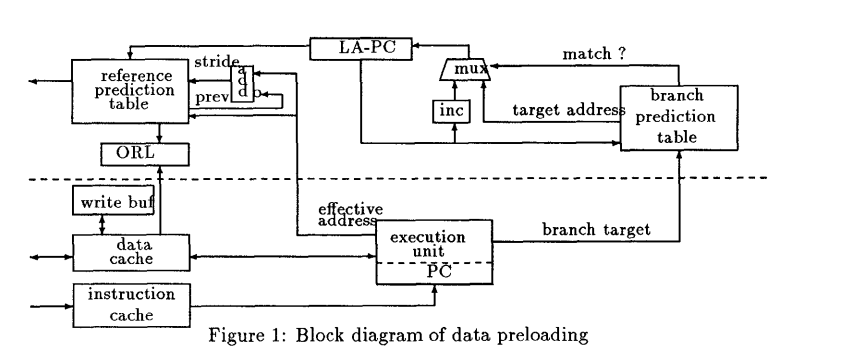 LA-PC
match ?
stride
reference
prediction
table
a
d
d
prev
mux
inc
target address
branch
prediction
table
ORL
write buf
effective
address
data
cache
execution
unit
PC
branch target
instruction
cache
Figure 1: Block diagram of data preloading